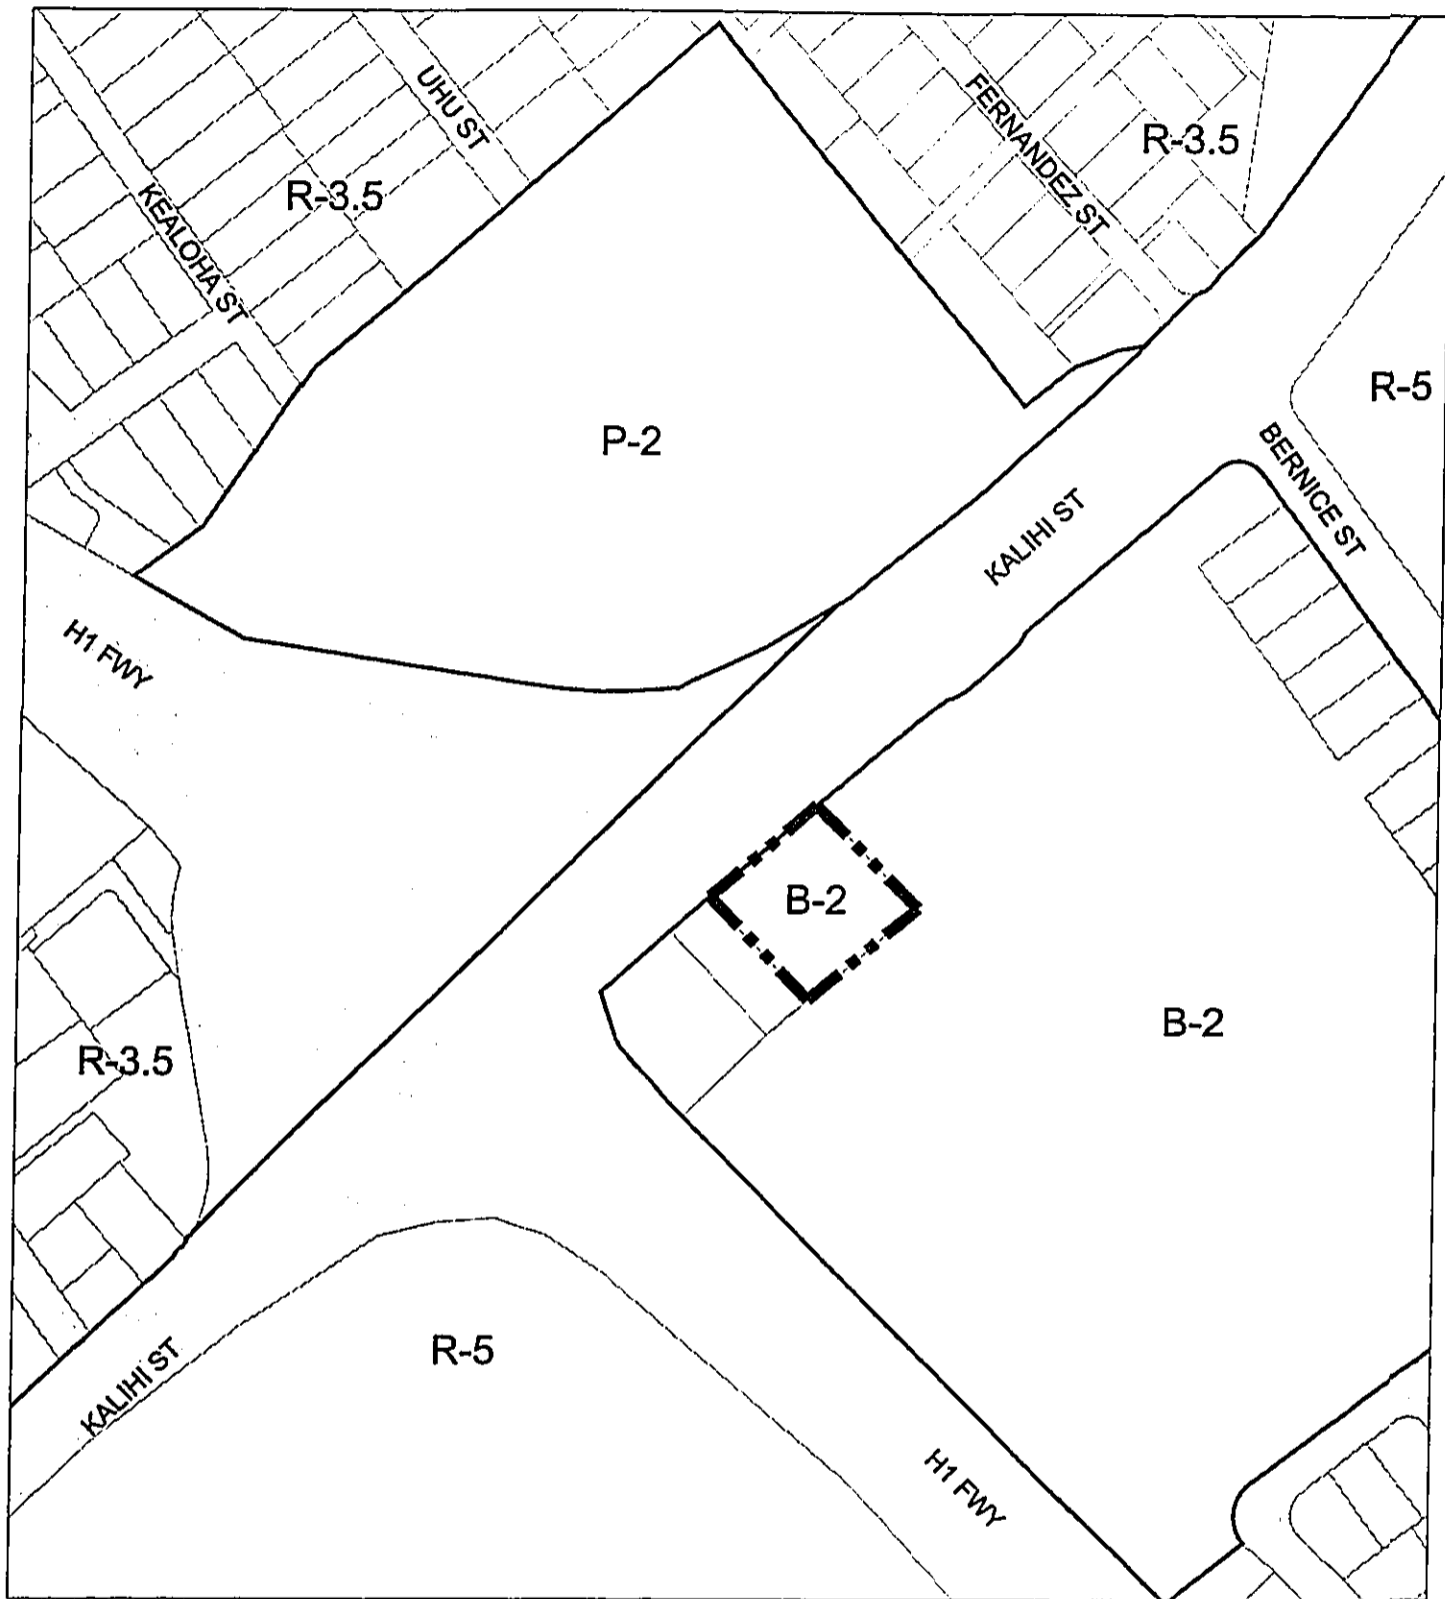 UHU ST
FERNANDEZ ST
R-3.5
R-3.5
KEALOHA ST
R-5
P-2
BERNICE ST
KALIHI ST
H1 FWY
B-2
B-2
R-3.5
R-5
KALIHI ST
H1 FWY